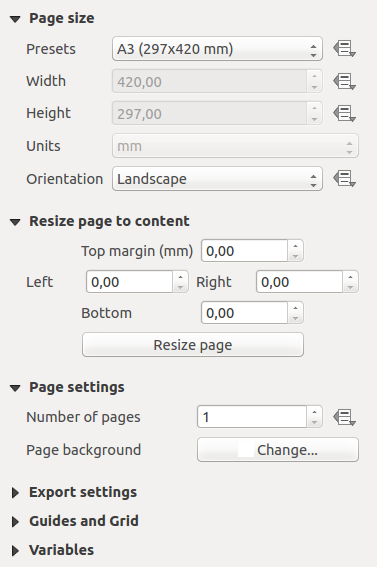 Page size
Presets A3 (297x420 mm)
Width 420,00
Height 297,00
Units mm
Orientation Landscape
Resize page to content
Top margin (mm) 0,00
Left 0,00 Right 0,00
Bottom 0,00
Resize page
Page settings
Number of pages 1
Page background Change...
Export settings
Guides and Grid
Variables